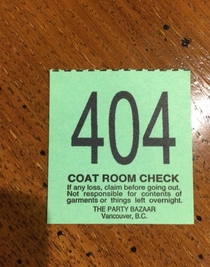 404
COAT ROOM CHECK
If any loss, claim before going out.
Not responsible for contents of
garments or things left overnight.
THE PARTY BAZAAR
Vancouver, B.C.